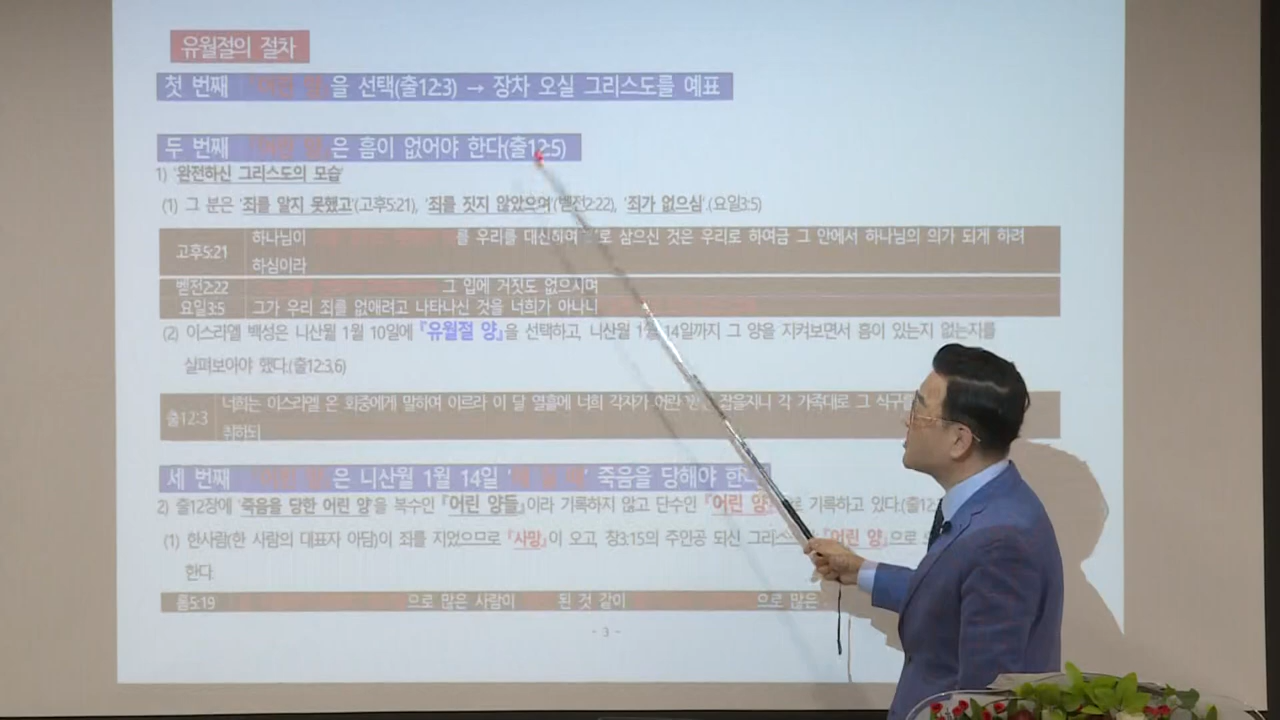 유월절의 절차
첫 번째 『어린 양』을 선택(출12:3) → 장차 오실 그리스도를 예표
두 번째 『어린 양』은 흠이 없어야 한다(출12:5)
1) '완전하신 그리스도의 모습'
(1) 그 분은 '죄를 알지 못했고'(고후5:21), '죄를 짓지 않았으며'(벧전2:22), '죄가 없으심'.(요일3:5)
고후5:21 하나님이 를 우리를 대신하여 로 삼으신 것은 우리로 하여금 그 안에서 하나님의 의가 되게 하려
하심이라
벧전2:22 그 입에 거짓도 없으시며
요일3:5 그가 우리 죄를 없애려고 나타나신 것을 너희가 아나니
(2) 이스라엘 백성은 니산월 1월 10일에 『유월절 양』을 선택하고, 니산월 1월 14일까지 그 양을 지켜보면서 흠이 있는지 없는지를
살펴보아야 했다.(출12:3,6)
출12:3 너희는 이스라엘 온 회중에게 말하여 이르라 이 달 열흘에 너희 각자가 어린 잡을지니 각 가족대로 그
취하되
세 번째 『어린 양』은 니산월 1월 14일 죽음을 당해야
2) 출12장에 '죽음을 당한 어린 양'을 복수인 『어린 양들』이라 기록하지 않고 단수인 『어린 양 로 기록하고 있다.
(1) 한사람(한 사람의 대표자 아담)이 죄를 지었으므로 『사망』이 오고, 창3:15의 주인공 되신 『어린 양』으로
한다
롬5:19 으로 많은 사람이 된 것 같이 으로 많은
- 3 -